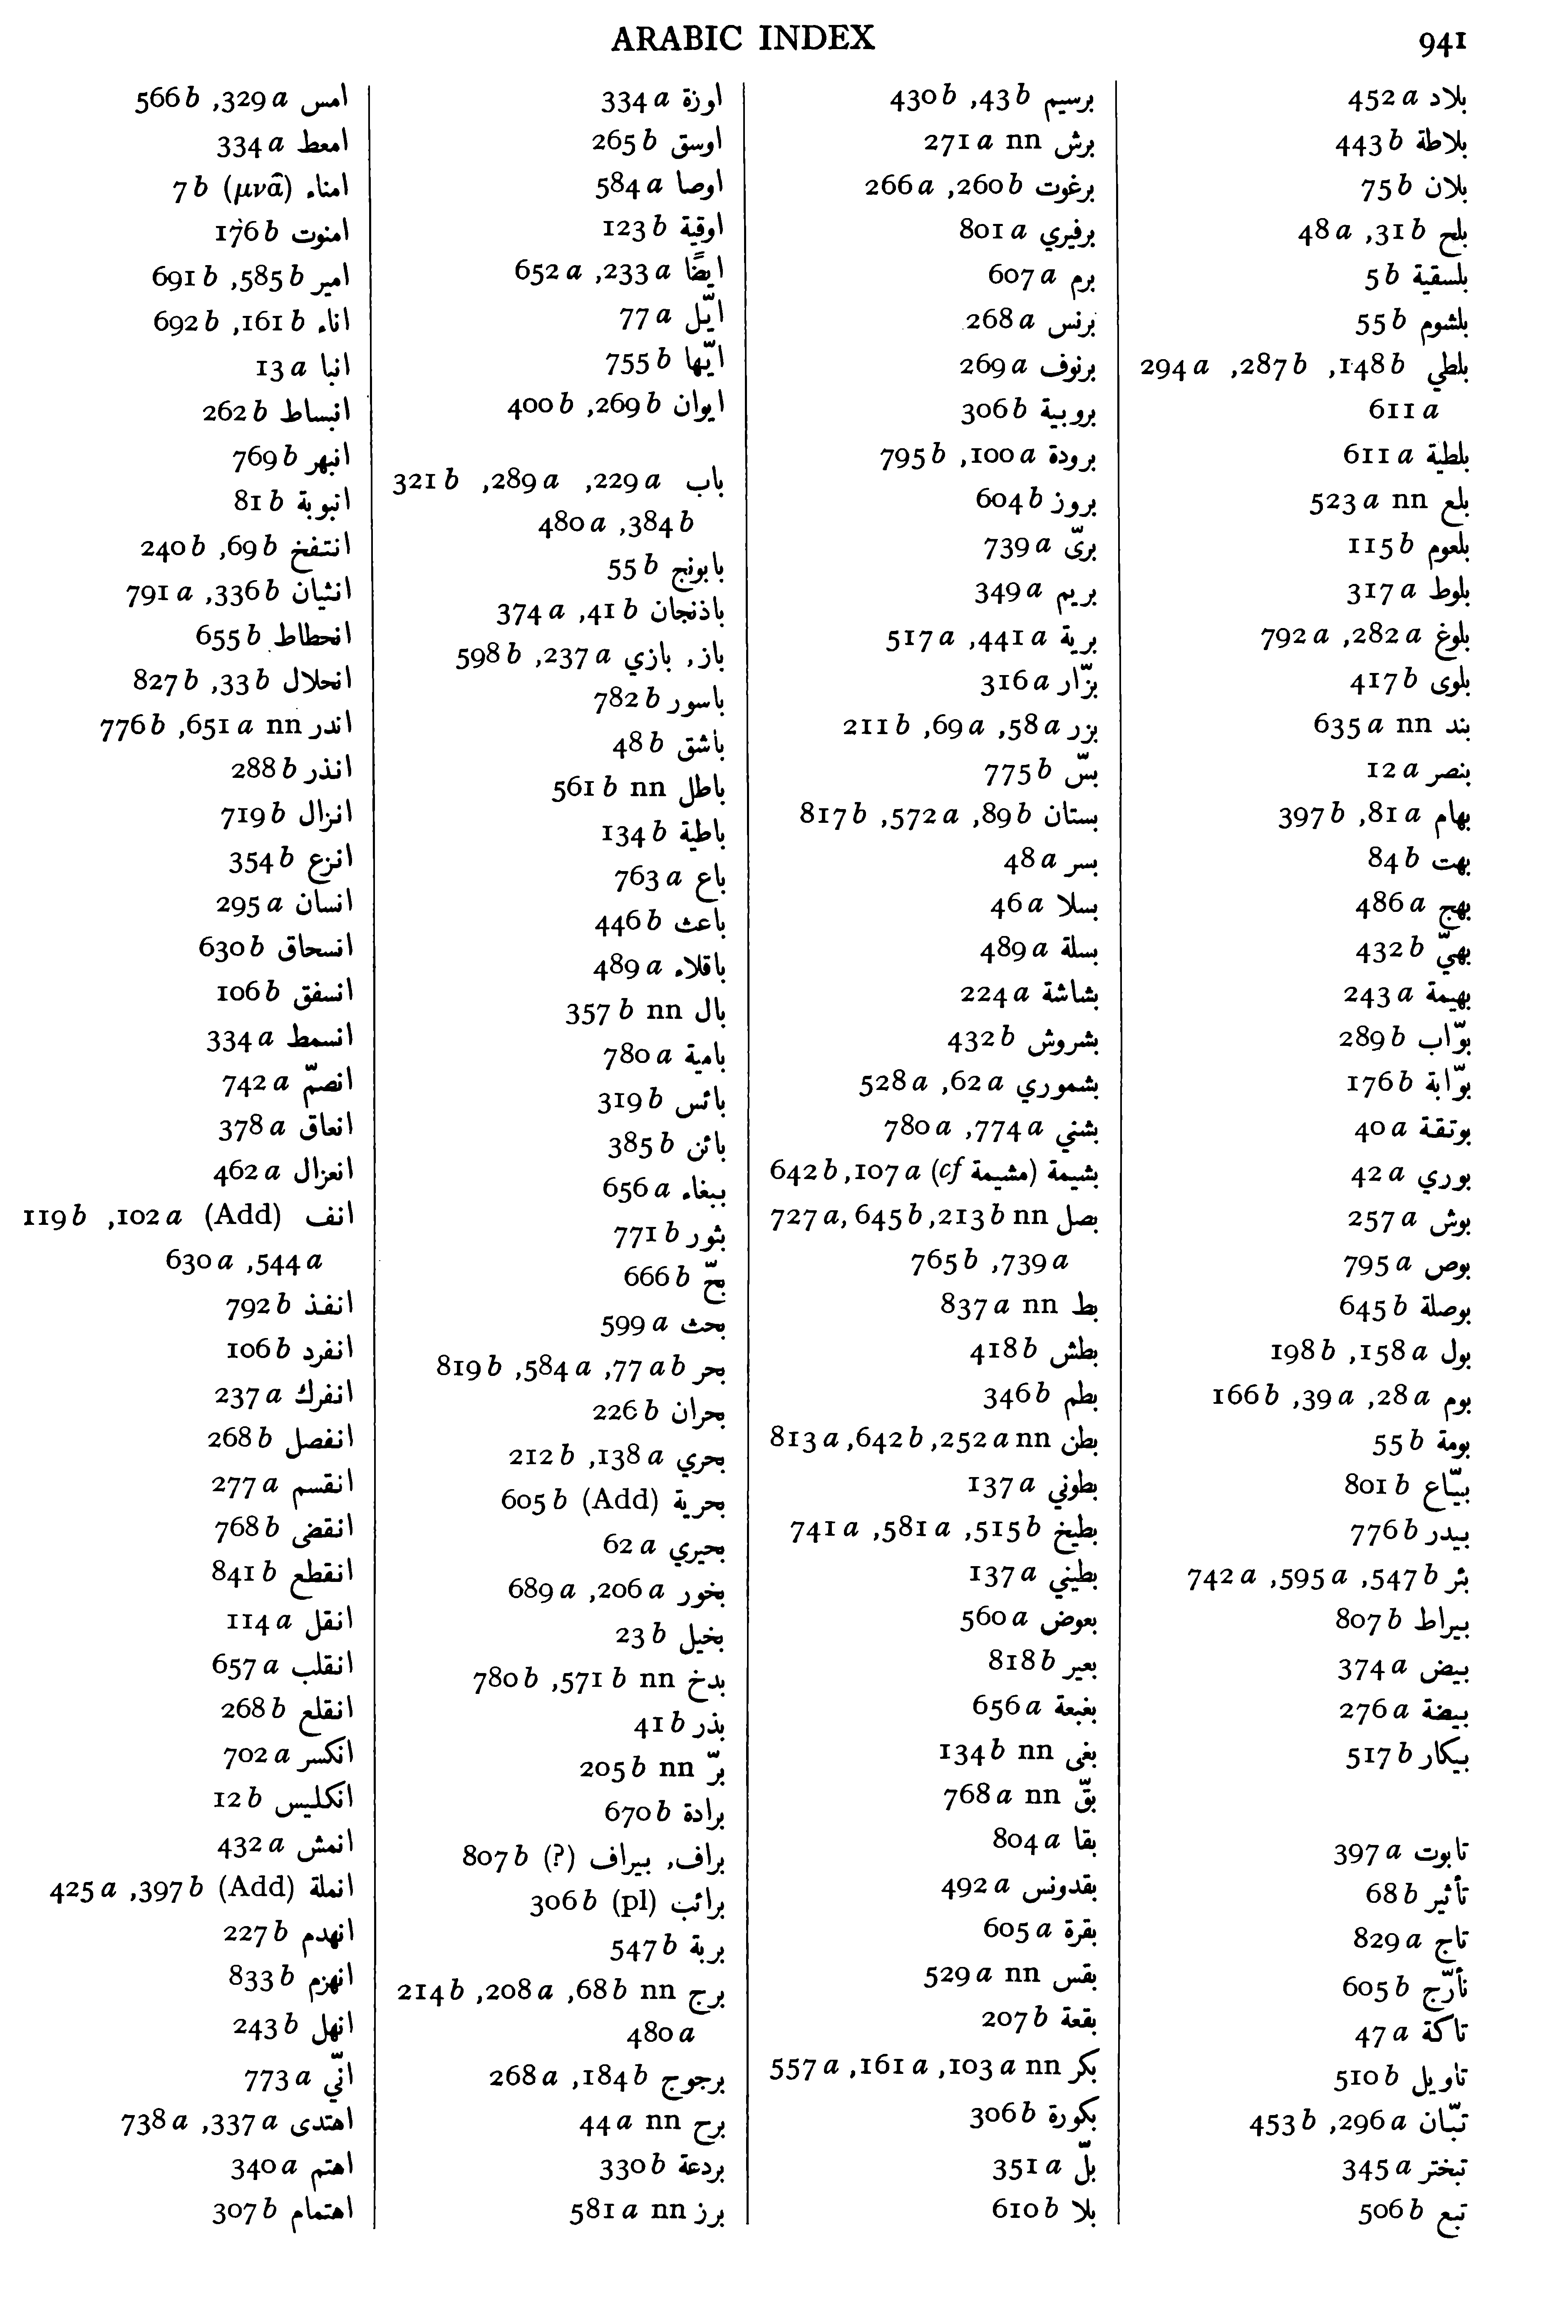 ARABIC INDEX 941
امس 329 a, 566 b
امعط 334 a
امناء (μνᾶ) 7 b
امنوت 176 b
امير 585 b, 691 b
اناء 161 b, 692 b
انبا 13 a
انبساط 262 b
انبهر 769 b
انبوبة 81 b
انتفخ 69 b, 240 b
انثيان 336 b, 791 a
انحطاط 655 b
انحلال 33 b, 827 b
اندر 651 a nn, 776 b
انذر 288 b
انزال 719 b
انزع 354 b
انسان 295 a
انسحاق 630 b
انسفق 106 b
انسمط 334 a
انصمّ 742 a
انعاق 378 a
انعزال 462 a
انف (Add) 102 a, 119 b
544 a, 630 a
انفذ 792 b
انفرد 106 b
انفرك 237 a
انفصل 268 b
انقسم 277 a
انقضى 768 b
انقطع 841 b
انقل 114 a
انقلب 657 a
انقلع 268 b
انكسر 702 a
انكليس 12 b
انمش 432 a
انملة (Add) 397 b, 425 a
انهدم 227 b
انهزم 833 b
انهل 243 b
انّي 773 a
اهتدى 337 a, 738 a
اهتم 340 a
اهتمام 307 b
اوزة 334 a
اوسق 265 b
اوصا 584 a
اوقية 123 b
ايضًا 233 a, 652 a
ايّل 77 a
ايّها 755 b
ايوان 269 b, 400 b
باب 229 a, 289 a, 321 b
384 b, 480 a
بابونج 55 b
باذنجان 41 b, 374 a
باز, بازي 237 a, 598 b
باسور 782 b
باشق 48 b
باطل 561 b nn
باطية 134 b
باع 763 a
باعث 446 b
باقلاء 489 a
بال 357 b nn
بامية 780 a
بائس 319 b
بائن 385 b
ببغاء 656 a
بثور 771 b
بحّ 666 b
بحث 599 a
بحر 77 a b, 584 a, 819 b
بحران 226 b
بحري 138 a, 212 b
بحرية (Add) 605 b
بحيري 62 a
بخور 206 a, 689 a
بخيل 23 b
بدخ 571 b nn, 780 b
بذر 41 b
برّ 205 b nn
برادة 670 b
براف, بيراف (?) 807 b
برائب (pl) 306 b
بربة 547 b
برج 68 b nn, 208 a, 214 b
480 a
برجوج 184 b, 268 a
برح 44 a nn
بردعة 330 b
برز 581 a nn
برسيم 43 b, 430 b
برش 271 a nn
برغوت 260 b, 266 a
برفيري 801 a
برم 607 a
برنس 268 a
برنوف 269 a
بروبية 306 b
برودة 100 a, 795 b
بروز 604 b
برىّ 739 a
بريم 349 a
برية 441 a, 517 a
بزّار 316 a
بزر 58 a, 69 a, 211 b
بسّ 775 b
بستان 89 b, 572 a, 817 b
بسر 48 a
بسلا 46 a
بسلة 489 a
بشاشة 224 a
بشروش 432 b
بشموري 62 a, 528 a
بشني 774 a, 780 a
بشيمة (cf مشيمة) 107 a, 642 b
بصل 213 b nn, 645 b, 727 a
739 a, 765 b
بط 837 a nn
بطش 418 b
بطم 346 b
بطن 252 a nn, 642 b, 813 a
بطوني 137 a
بطيخ 515 b, 581 a, 741 a
بطيني 137 a
بعوض 560 a
بعير 818 b
بغبعة 656 a
بغى 134 b nn
بقّ 768 a nn
بقا 804 a
بقدونس 492 a
بقرة 605 a
بقس 529 a nn
بقعة 207 b
بكر 103 a nn, 161 a, 557 a
بكورة 306 b
بلّ 351 a
بلا 610 b
بلاد 452 a
بلاطة 443 b
بلان 75 b
بلح 31 b, 48 a
بلسقية 5 b
بلشوم 55 b
بلطي 148 b, 287 b, 294 a
611 a
بلطية 611 a
بلع 523 a nn
بلعوم 115 b
بلوط 317 a
بلوغ 282 a, 792 a
بلوى 417 b
بند 635 a nn
بنصر 12 a
بهام 81 a, 397 b
بهت 84 b
بهج 486 a
بهيّ 432 b
بهيمة 243 a
بوّاب 289 b
بوّابة 176 b
بوتقة 40 a
بوري 42 a
بوش 257 a
بوص 795 a
بوصلة 645 b
بول 158 a, 198 b
بوم 28 a, 39 a, 166 b
بومة 55 b
بيّاع 801 b
بيدر 776 b
بئر 547 b, 595 a, 742 a
بيراط 807 b
بيض 374 a
بيضة 276 a
بيكار 517 b
تابوت 397 a
تأثير 68 b
تاج 829 a
تأرّج 605 b
تاكة 47 a
تاويل 510 b
تبّان 296 a, 453 b
تبختر 345 a
تبع 506 b